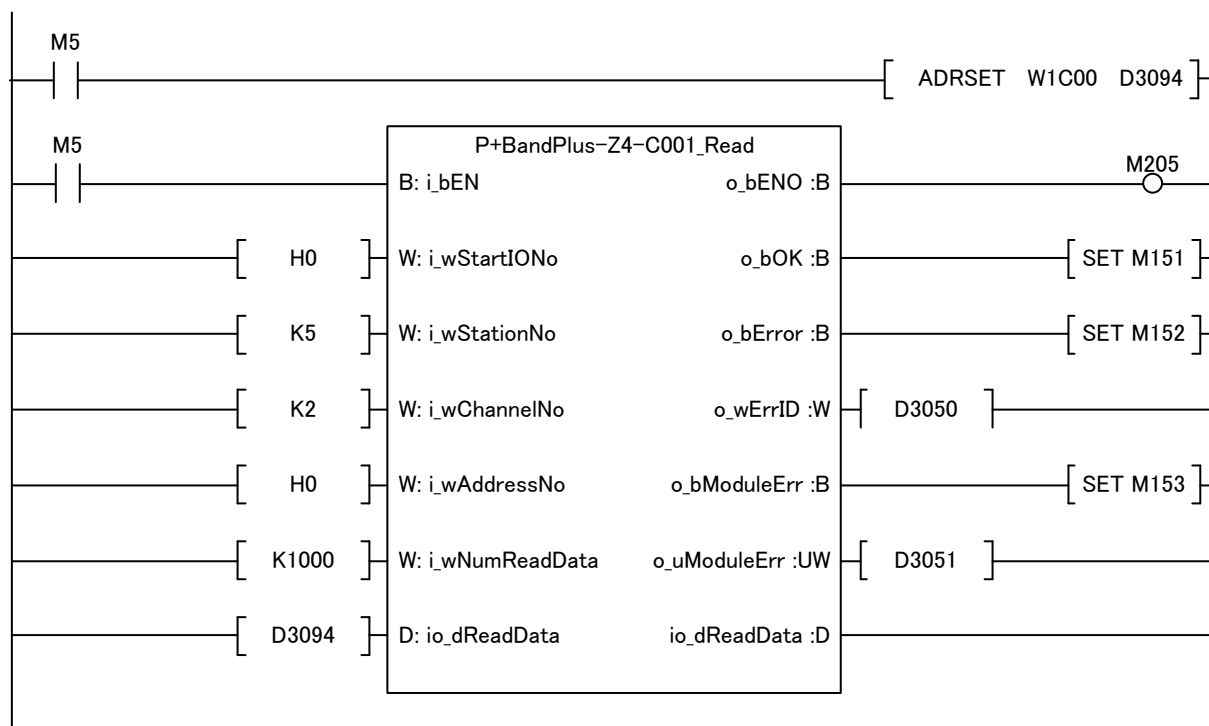 M5
ADRSET W1C00 D3094
M5
P+BandPlus-Z4-C001_Read
B: i_bEN o_bENO :B M205
H0 W: i_wStartIONo o_bOK :B SET M151
K5 W: i_wStationNo o_bError :B SET M152
K2 W: i_wChannelNo o_wErrID :W D3050
H0 W: i_wAddressNo o_bModuleErr :B SET M153
K1000 W: i_wNumReadData o_uModuleErr :UW D3051
D3094 D: io_dReadData io_dReadData :D